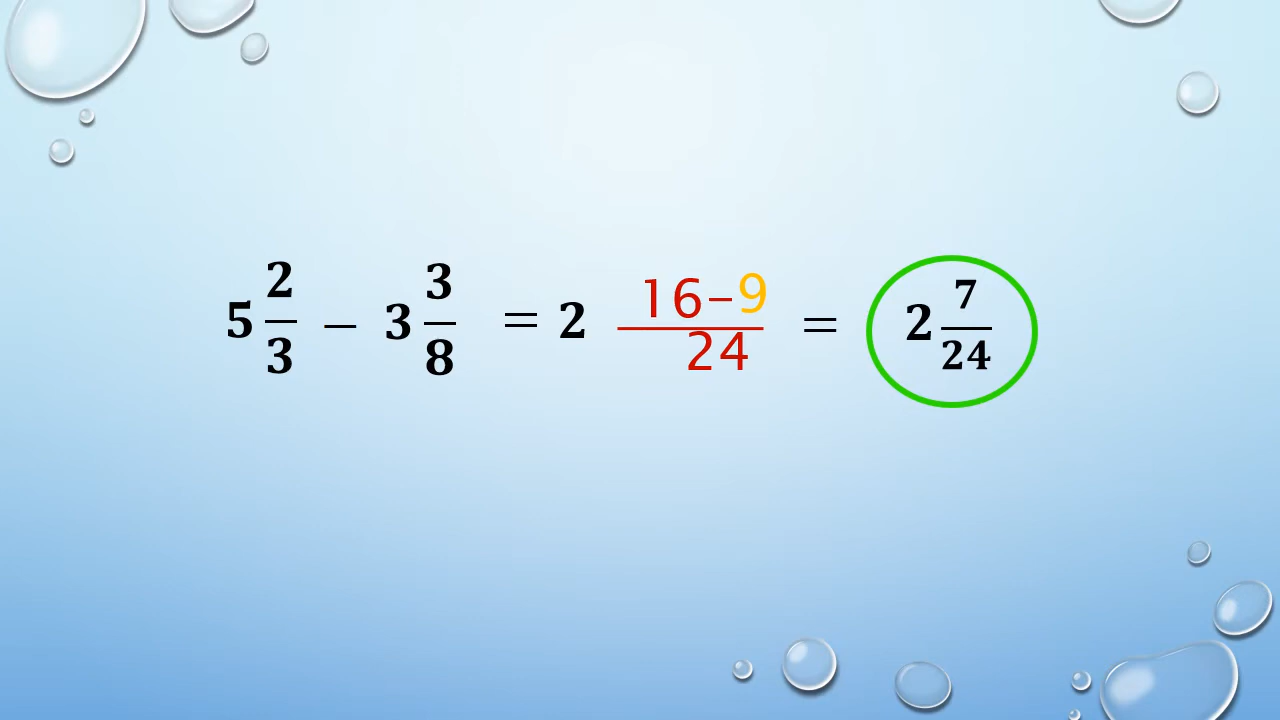 5 2/3 − 3 3/8 = 2 16-9/24 = 2 7/24